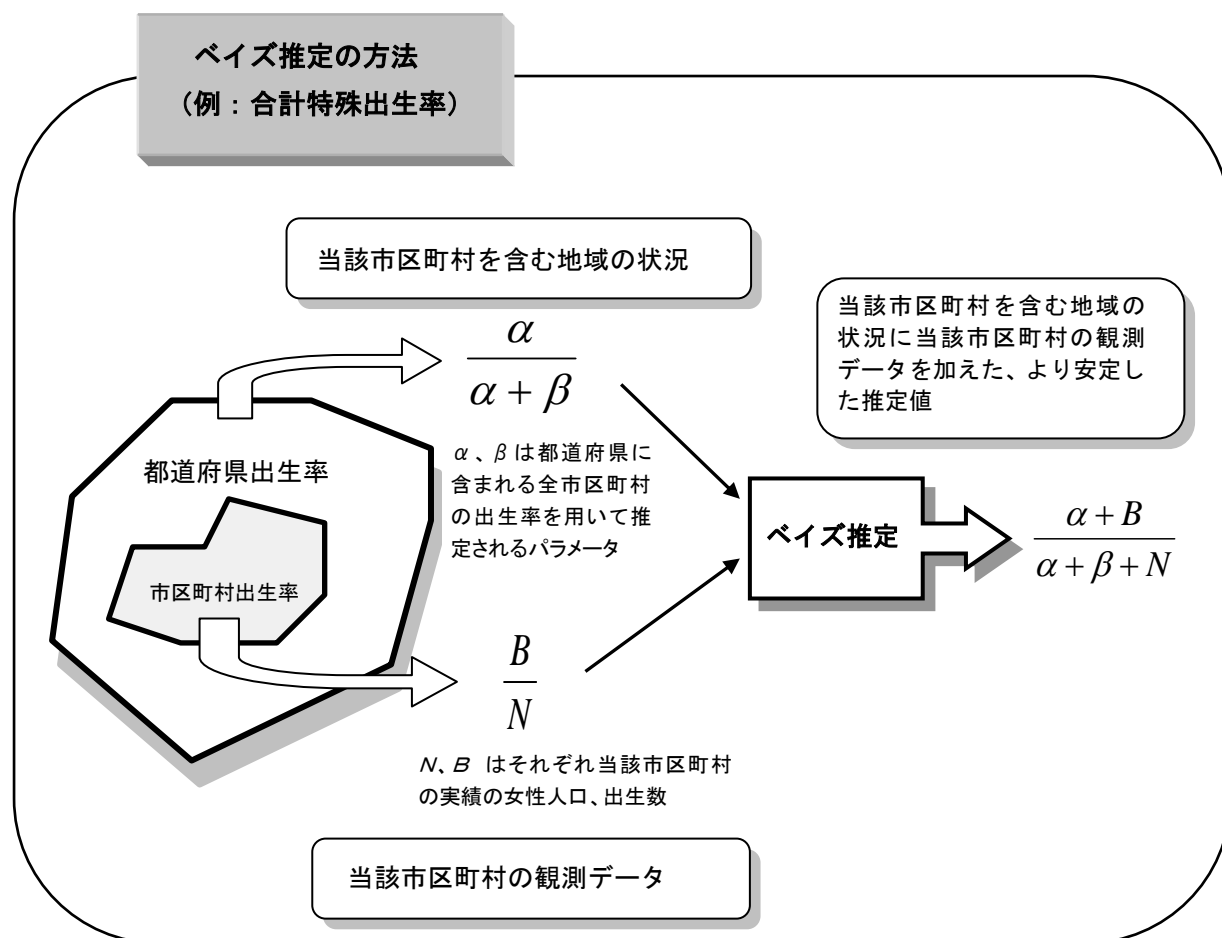 ベイズ推定の方法
（例：合計特殊出生率）
当該市区町村を含む地域の状況
α
α + β
α、βは都道府県に
含まれる全市区町村
の出生率を用いて推
定されるパラメータ
都道府県出生率
市区町村出生率
B
N
N、B はそれぞれ当該市区町村
の実績の女性人口、出生数
当該市区町村の観測データ
当該市区町村を含む地域の
状況に当該市区町村の観測
データを加えた、より安定し
た推定値
ベイズ推定
α + B
α + β + N